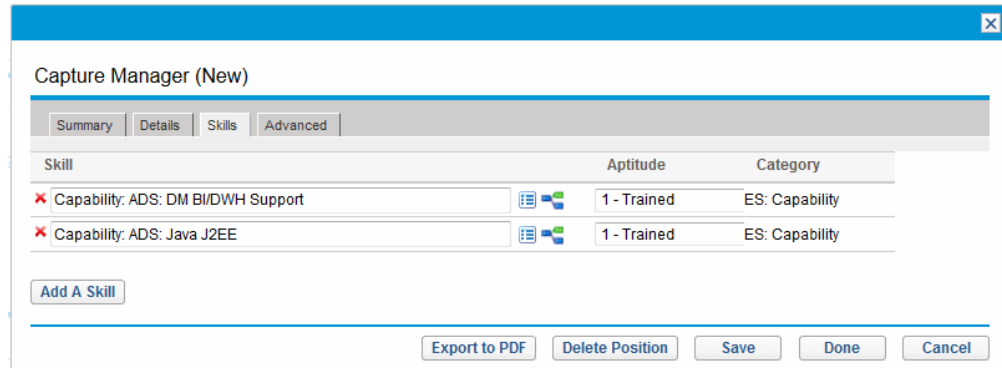 Capture Manager (New)
Summary Details Skills Advanced
Skill Aptitude Category
Capability: ADS: DM BI/DWH Support 1 - Trained ES: Capability
Capability: ADS: Java J2EE 1 - Trained ES: Capability
Add A Skill
Export to PDF Delete Position Save Done Cancel